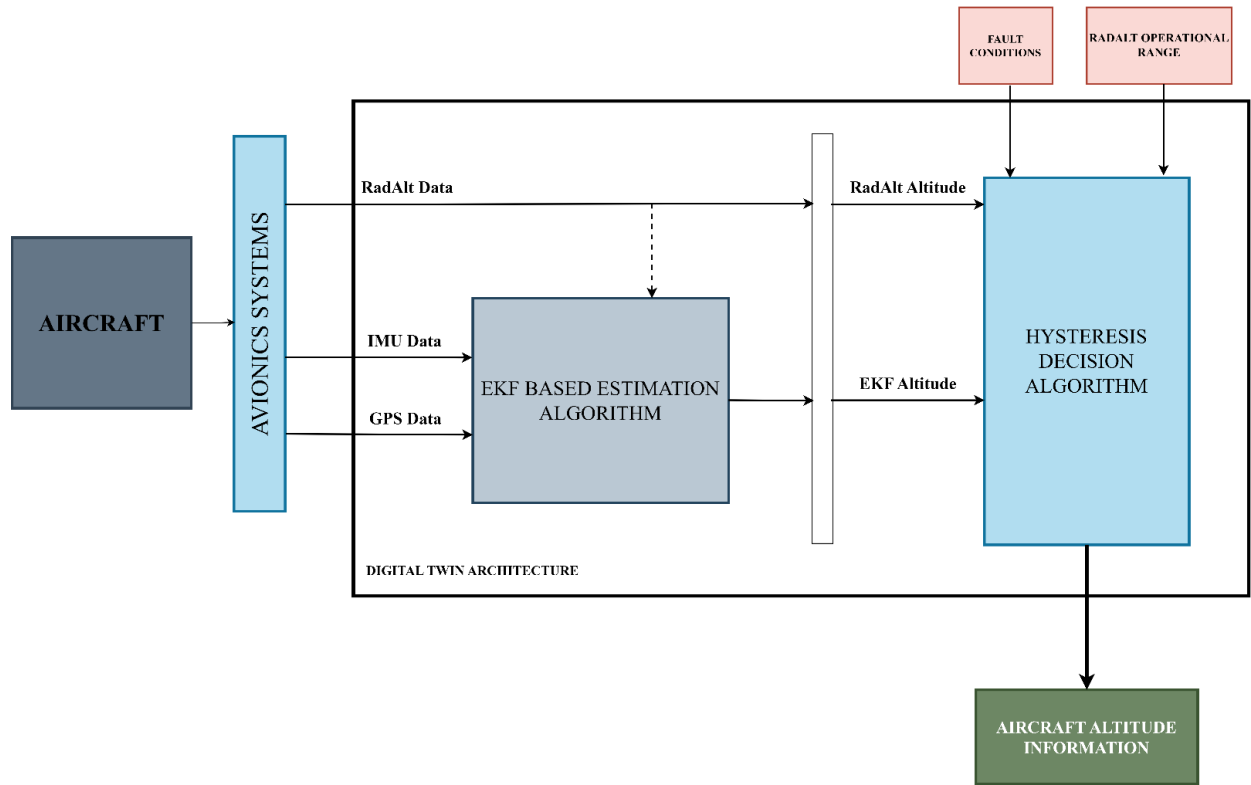 FAULT
CONDITIONS
RADALT OPERATIONAL
RANGE
RadAlt Data
RadAlt Altitude
AVIONICS SYSTEMS
AIRCRAFT
IMU Data
GPS Data
EKF BASED ESTIMATION
ALGORITHM
EKF Altitude
HYSTERESIS
DECISION
ALGORITHM
DIGITAL TWIN ARCHITECTURE
AIRCRAFT ALTITUDE
INFORMATION